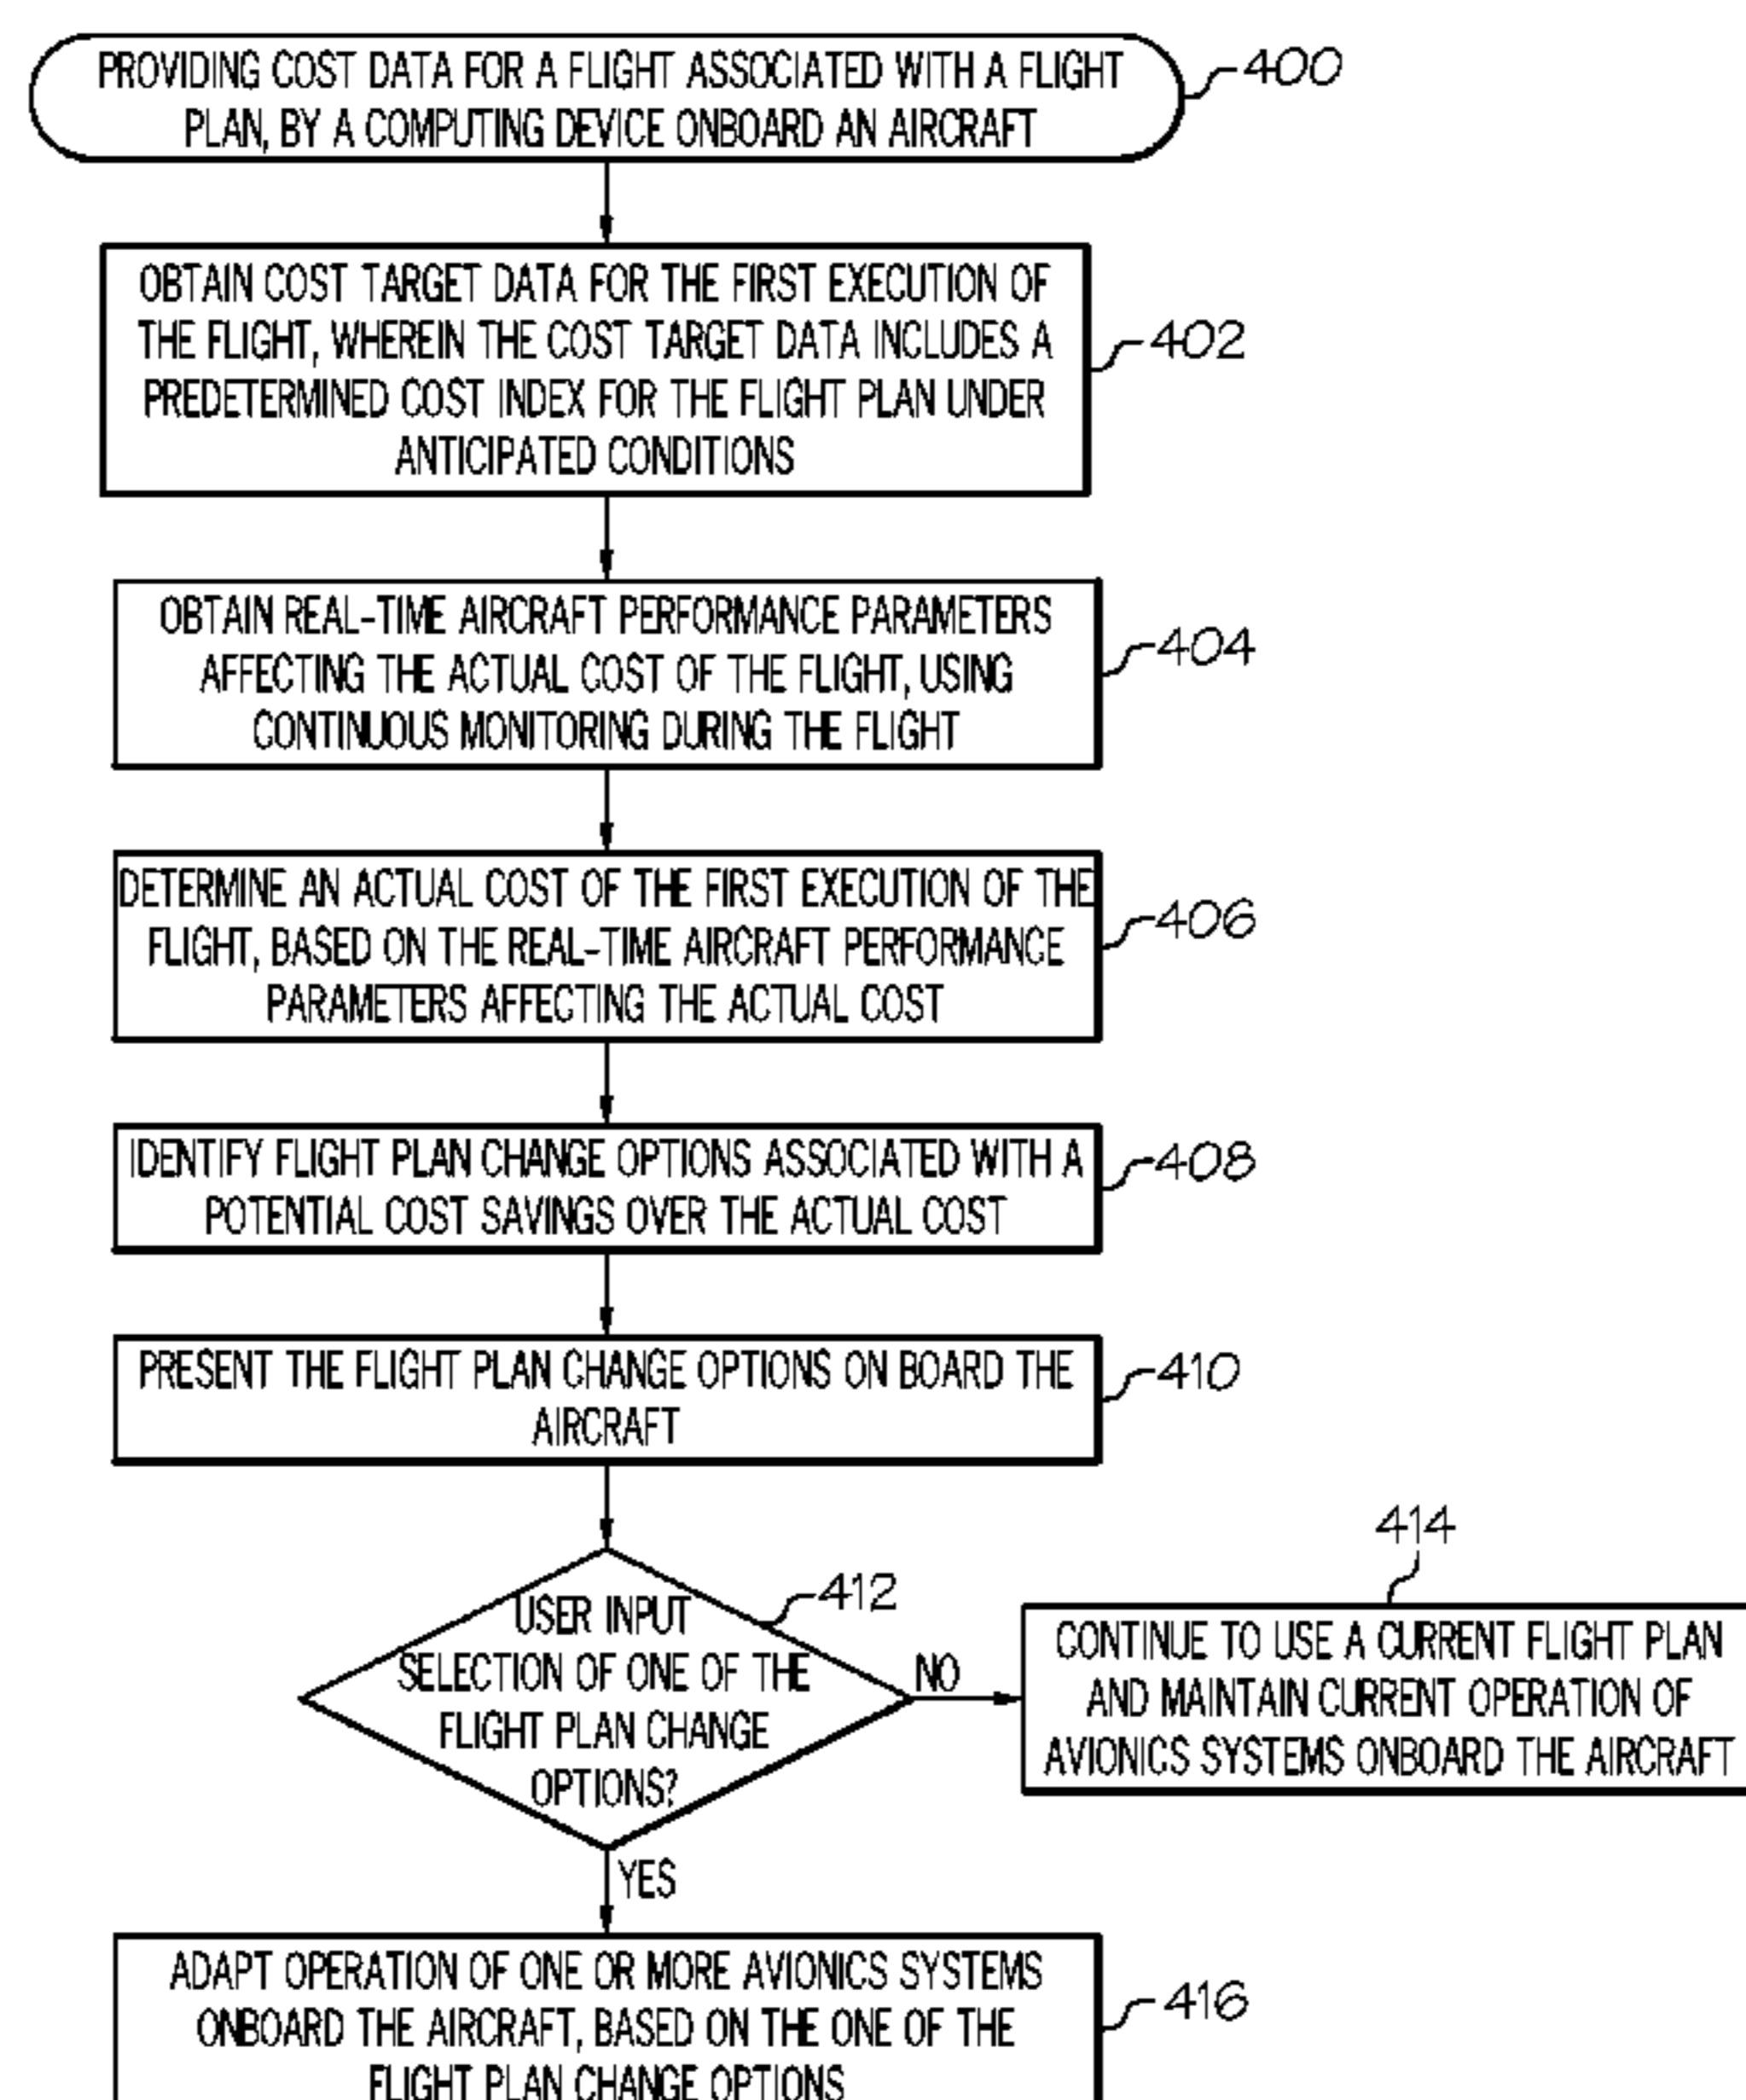 PROVIDING COST DATA FOR A FLIGHT ASSOCIATED WITH A FLIGHT
PLAN, BY A COMPUTING DEVICE ONBOARD AN AIRCRAFT
400
OBTAIN COST TARGET DATA FOR THE FIRST EXECUTION OF
THE FLIGHT, WHEREIN THE COST TARGET DATA INCLUDES A
PREDETERMINED COST INDEX FOR THE FLIGHT PLAN UNDER
ANTICIPATED CONDITIONS
402
OBTAIN REAL-TIME AIRCRAFT PERFORMANCE PARAMETERS
AFFECTING THE ACTUAL COST OF THE FLIGHT, USING
CONTINUOUS MONITORING DURING THE FLIGHT
404
DETERMINE AN ACTUAL COST OF THE FIRST EXECUTION OF THE
FLIGHT, BASED ON THE REAL-TIME AIRCRAFT PERFORMANCE
PARAMETERS AFFECTING THE ACTUAL COST
406
IDENTIFY FLIGHT PLAN CHANGE OPTIONS ASSOCIATED WITH A
POTENTIAL COST SAVINGS OVER THE ACTUAL COST
408
PRESENT THE FLIGHT PLAN CHANGE OPTIONS ON BOARD THE
AIRCRAFT
410
USER INPUT
SELECTION OF ONE OF THE
FLIGHT PLAN CHANGE
OPTIONS?
412
NO
414
CONTINUE TO USE A CURRENT FLIGHT PLAN
AND MAINTAIN CURRENT OPERATION OF
AVIONICS SYSTEMS ONBOARD THE AIRCRAFT
YES
ADAPT OPERATION OF ONE OR MORE AVIONICS SYSTEMS
ONBOARD THE AIRCRAFT, BASED ON THE ONE OF THE
FLIGHT PLAN CHANGE OPTIONS
416